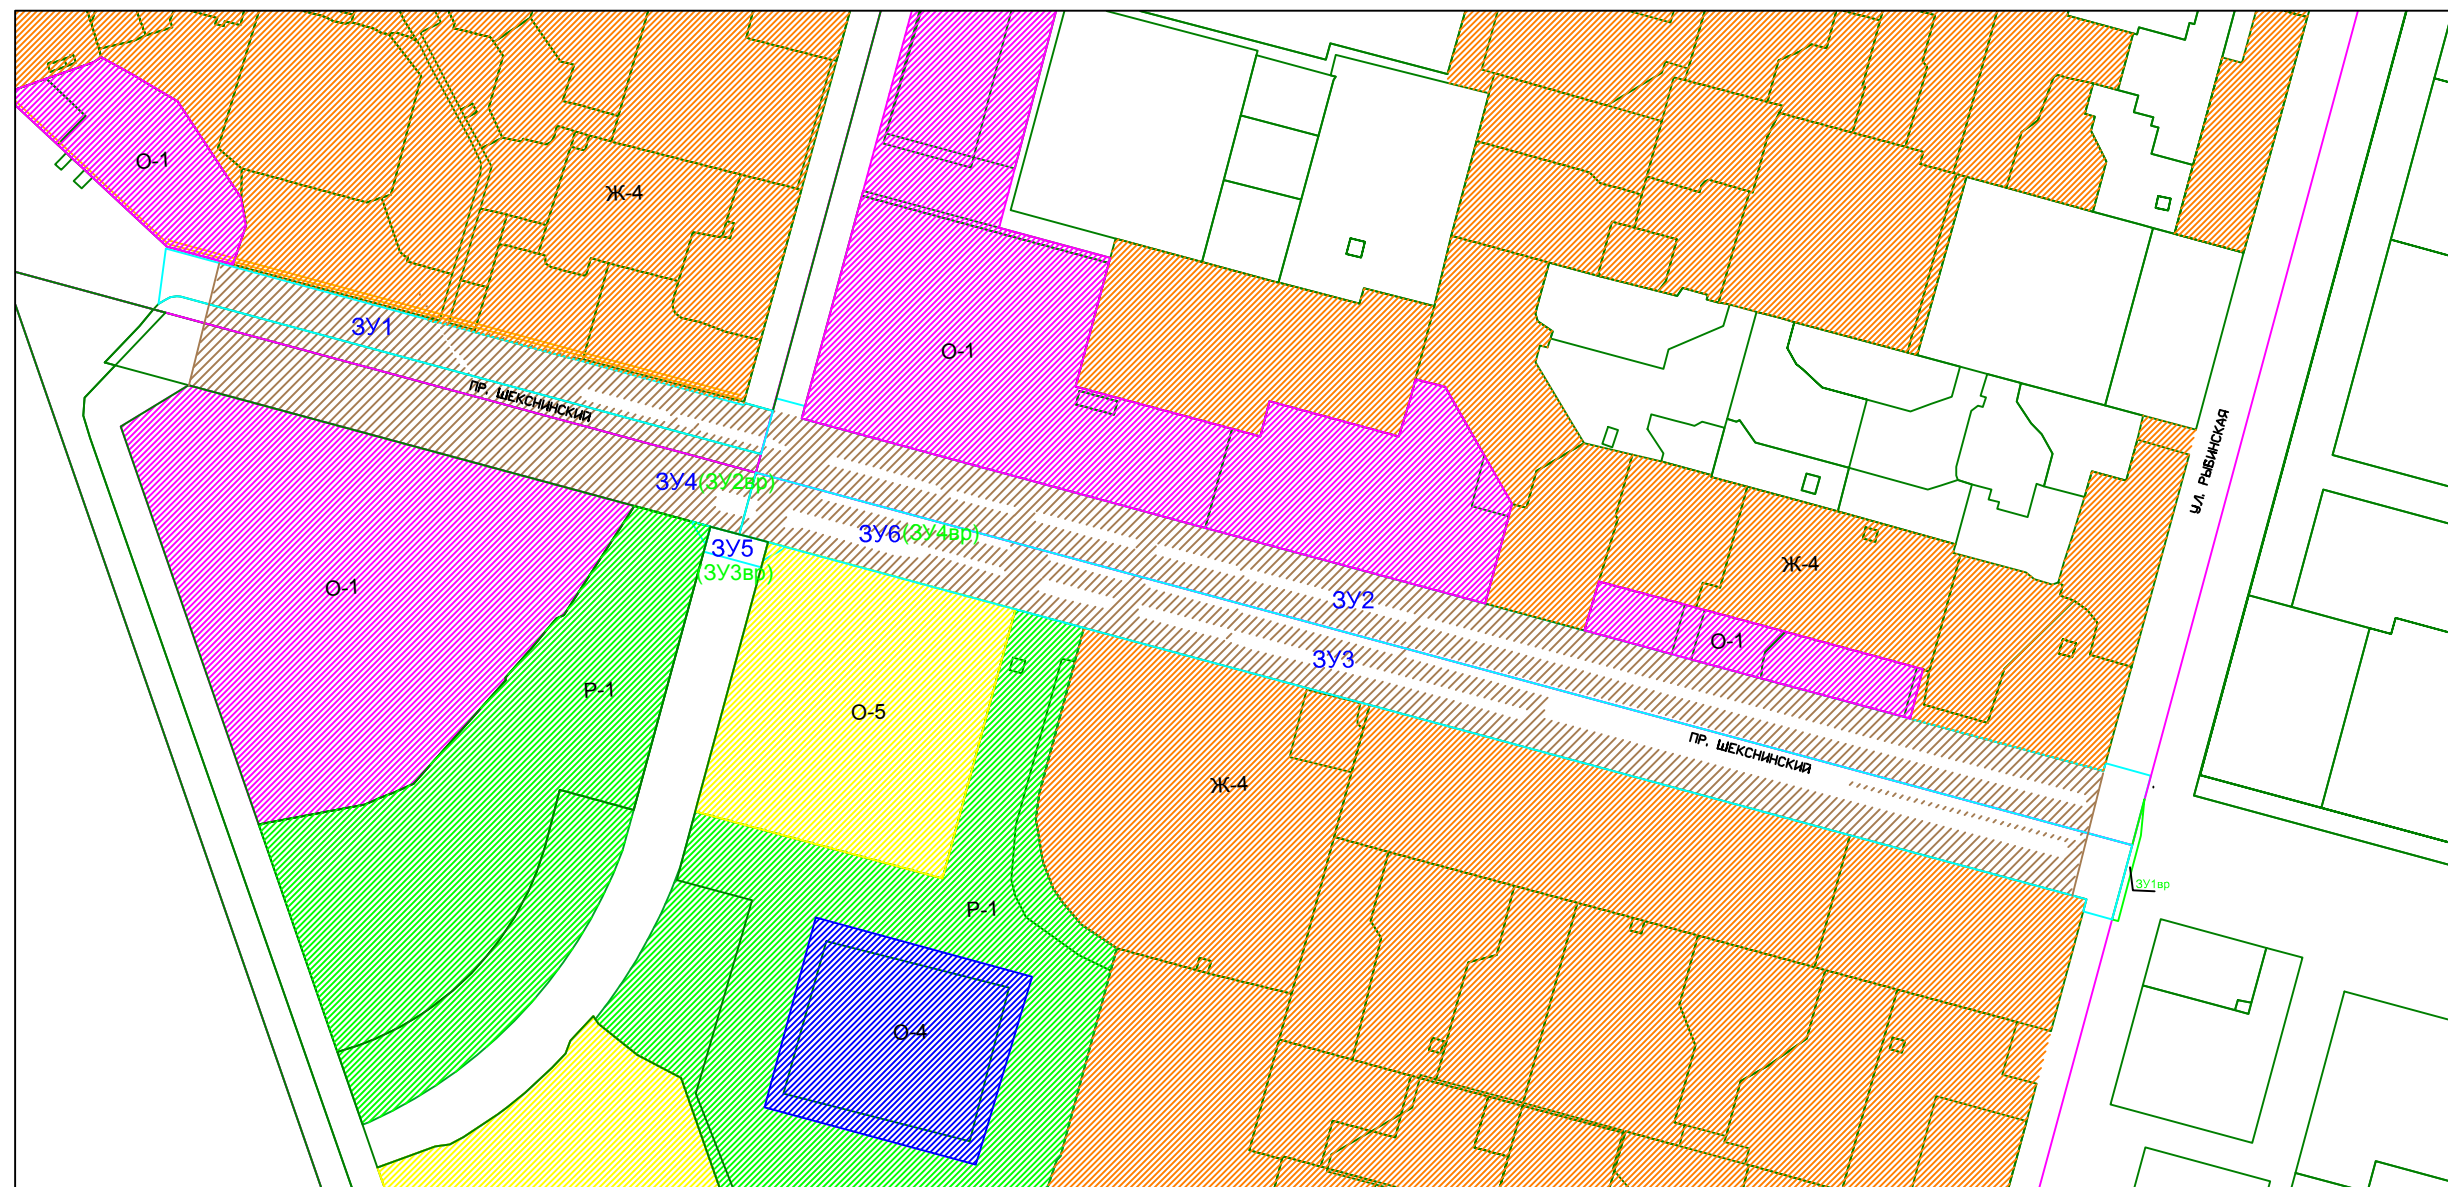 О-1
Ж-4
ЗУ1
О-1
ПР. ШЕКСНИНСКИЙ
УЛ. РЫБИНСКАЯ
ЗУ4(ЗУ2вр)
ЗУ6(ЗУ4вр)
ЗУ5
(ЗУ3вр)
Ж-4
О-1
ЗУ2
О-1
ЗУ3
Р-1
О-5
ПР. ШЕКСНИНСКИЙ
Ж-4
ЗУ1вр
Р-1
О-4